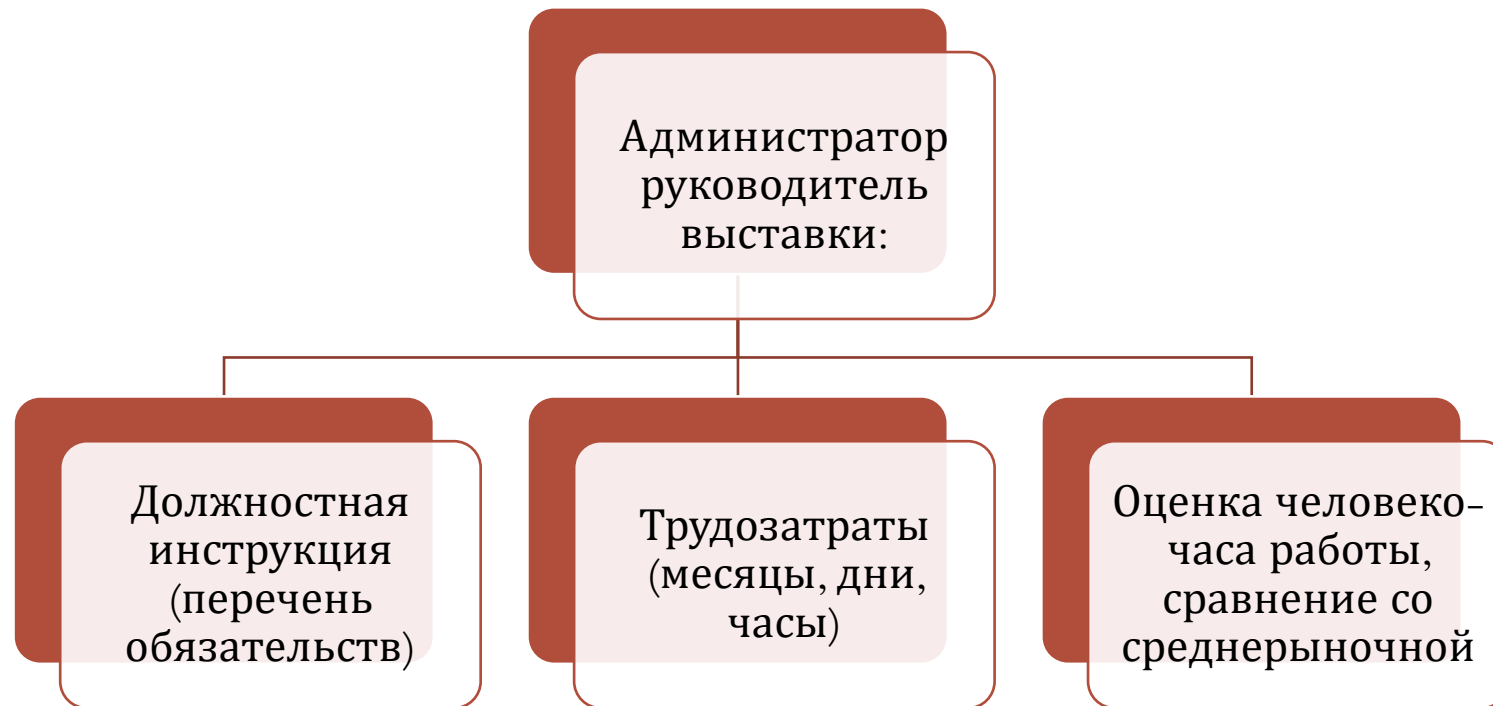 Администратор
руководитель
выставки:
Должностная
инструкция
(перечень
обязательств)
Трудозатраты
(месяцы, дни,
часы)
Оценка человеко-
часа работы,
сравнение со
среднерыночной